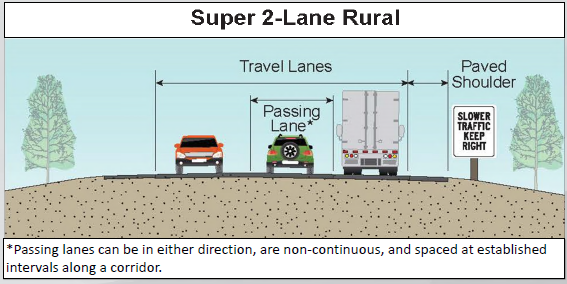 Super 2-Lane Rural
Travel Lanes
Paved
Shoulder
Passing
Lane*
SLOWER
TRAFFIC
KEEP
RIGHT
*Passing lanes can be in either direction, are non-continuous, and spaced at established
intervals along a corridor.